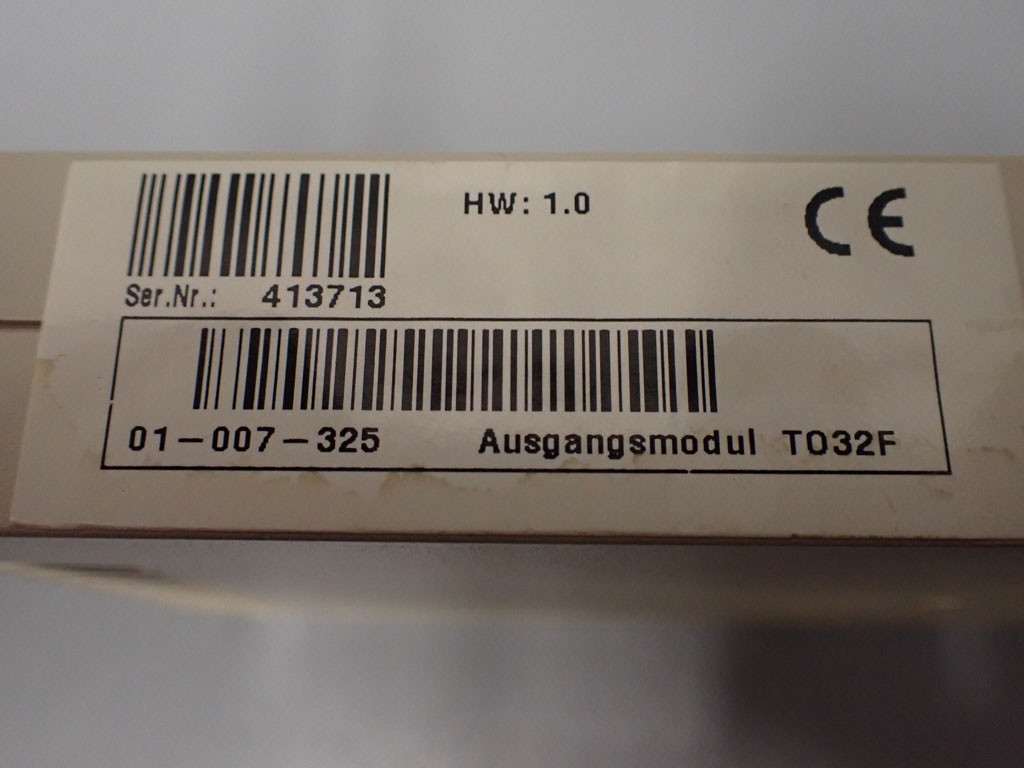 HW: 1.0
CE
Ser.Nr.: 413713
01-007-325 Ausgangsmodul TO32F